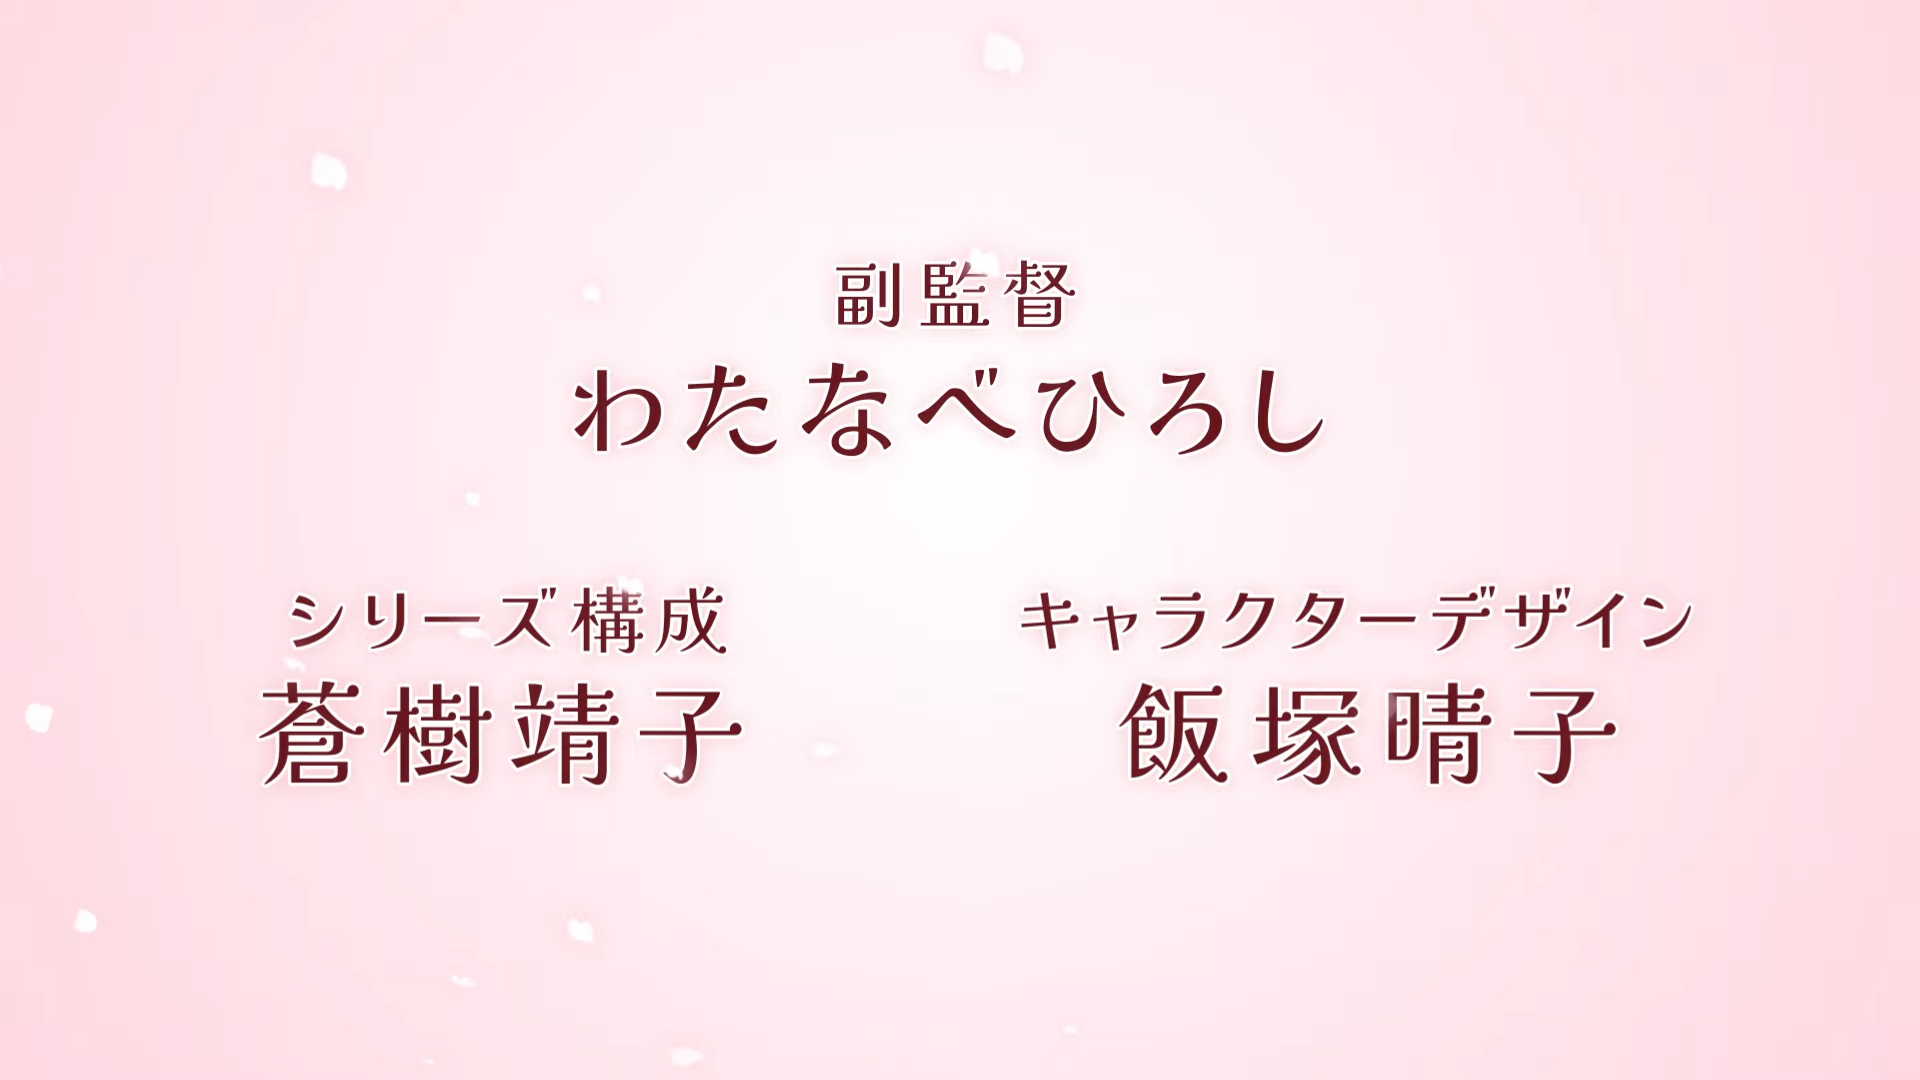 副監督
わたなべひろし
シリーズ構成
蒼樹靖子
キャラクターデザイン
飯塚晴子